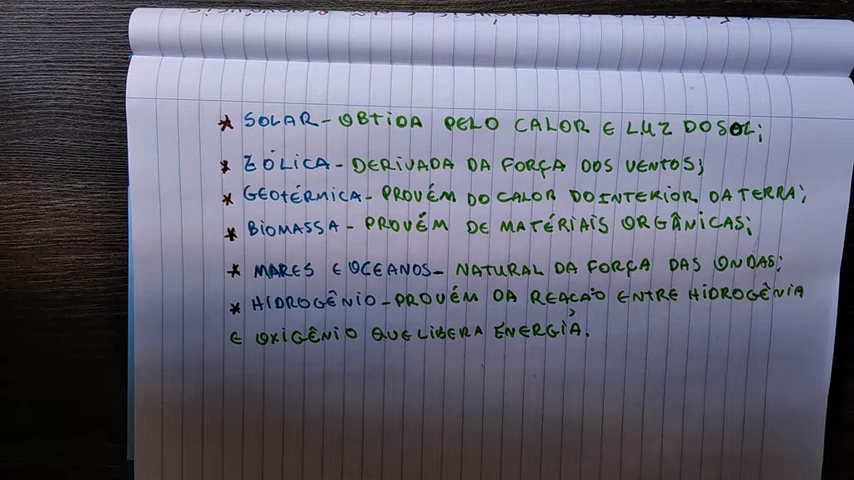 * SOLAR - OBTIDA PELO CALOR E LUZ DO SOL;
* EÓLICA - DERIVADA DA FORÇA DOS VENTOS;
* GEOTÉRMICA - PROVÉM DO CALOR DO INTERIOR DA TERRA;
* BIOMASSA - PROVÉM DE MATÉRIAIS ORGÂNICAS;
* MARES E OCEANOS - NATURAL DA FORÇA DAS ONDAS;
* HIDROGÊNIO - PROVÉM DA REAÇÃO ENTRE HIDROGÊNIA
E OXIGÊNIO QUE LIBERA ENERGIA.